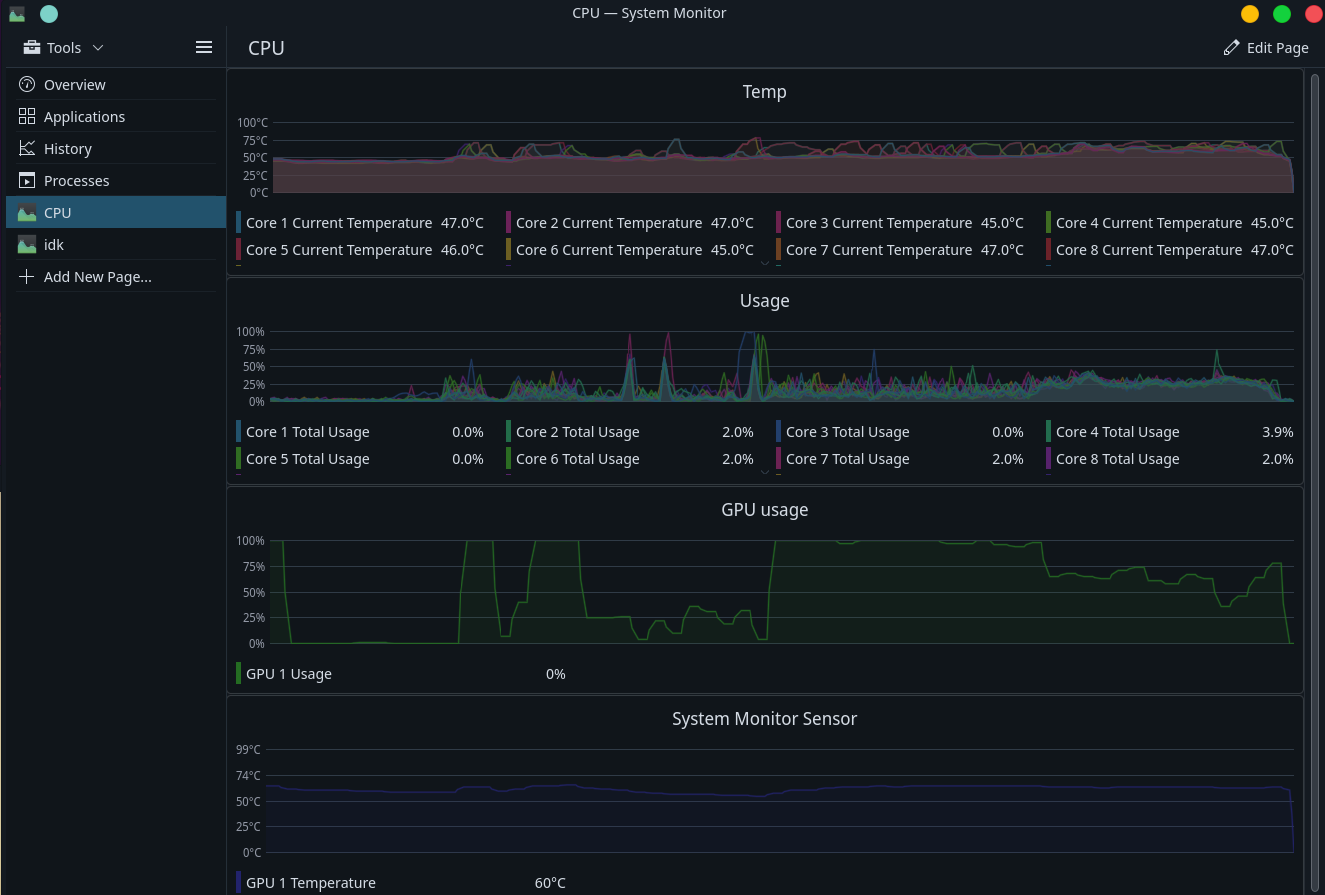 CPU — System Monitor
Tools
CPU
Edit Page
Overview
Applications
History
Processes
CPU
idk
Add New Page...
Temp
100°C
75°C
50°C
25°C
0°C
Core 1 Current Temperature 47.0°C Core 2 Current Temperature 47.0°C Core 3 Current Temperature 45.0°C Core 4 Current Temperature 45.0°C
Core 5 Current Temperature 46.0°C Core 6 Current Temperature 45.0°C Core 7 Current Temperature 47.0°C Core 8 Current Temperature 47.0°C
Usage
100%
75%
50%
25%
0%
Core 1 Total Usage 0.0% Core 2 Total Usage 2.0% Core 3 Total Usage 0.0% Core 4 Total Usage 3.9%
Core 5 Total Usage 0.0% Core 6 Total Usage 2.0% Core 7 Total Usage 2.0% Core 8 Total Usage 2.0%
GPU usage
100%
75%
50%
25%
0%
GPU 1 Usage 0%
System Monitor Sensor
99°C
74°C
50°C
25°C
0°C
GPU 1 Temperature 60°C